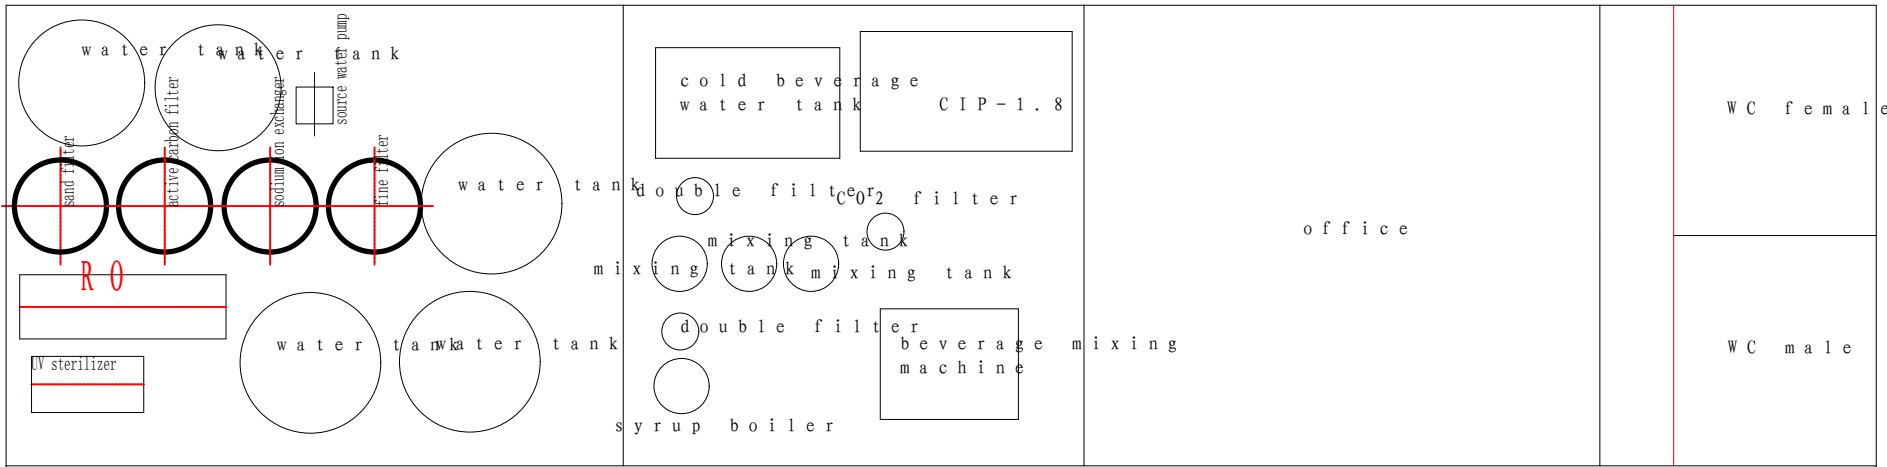 water tank
water tank
source water pump
sand filter
active carbon filter
sodium ion exchanger
fine filter
water tank
RO
UV sterilizer
water tank
water tank
cold beverage
water tank
CIP-1.8
double filter
CO2 filter
mixing tank
mixing tank
mixing tank
double filter
beverage mixing
machine
syrup boiler
office
WC female
WC male